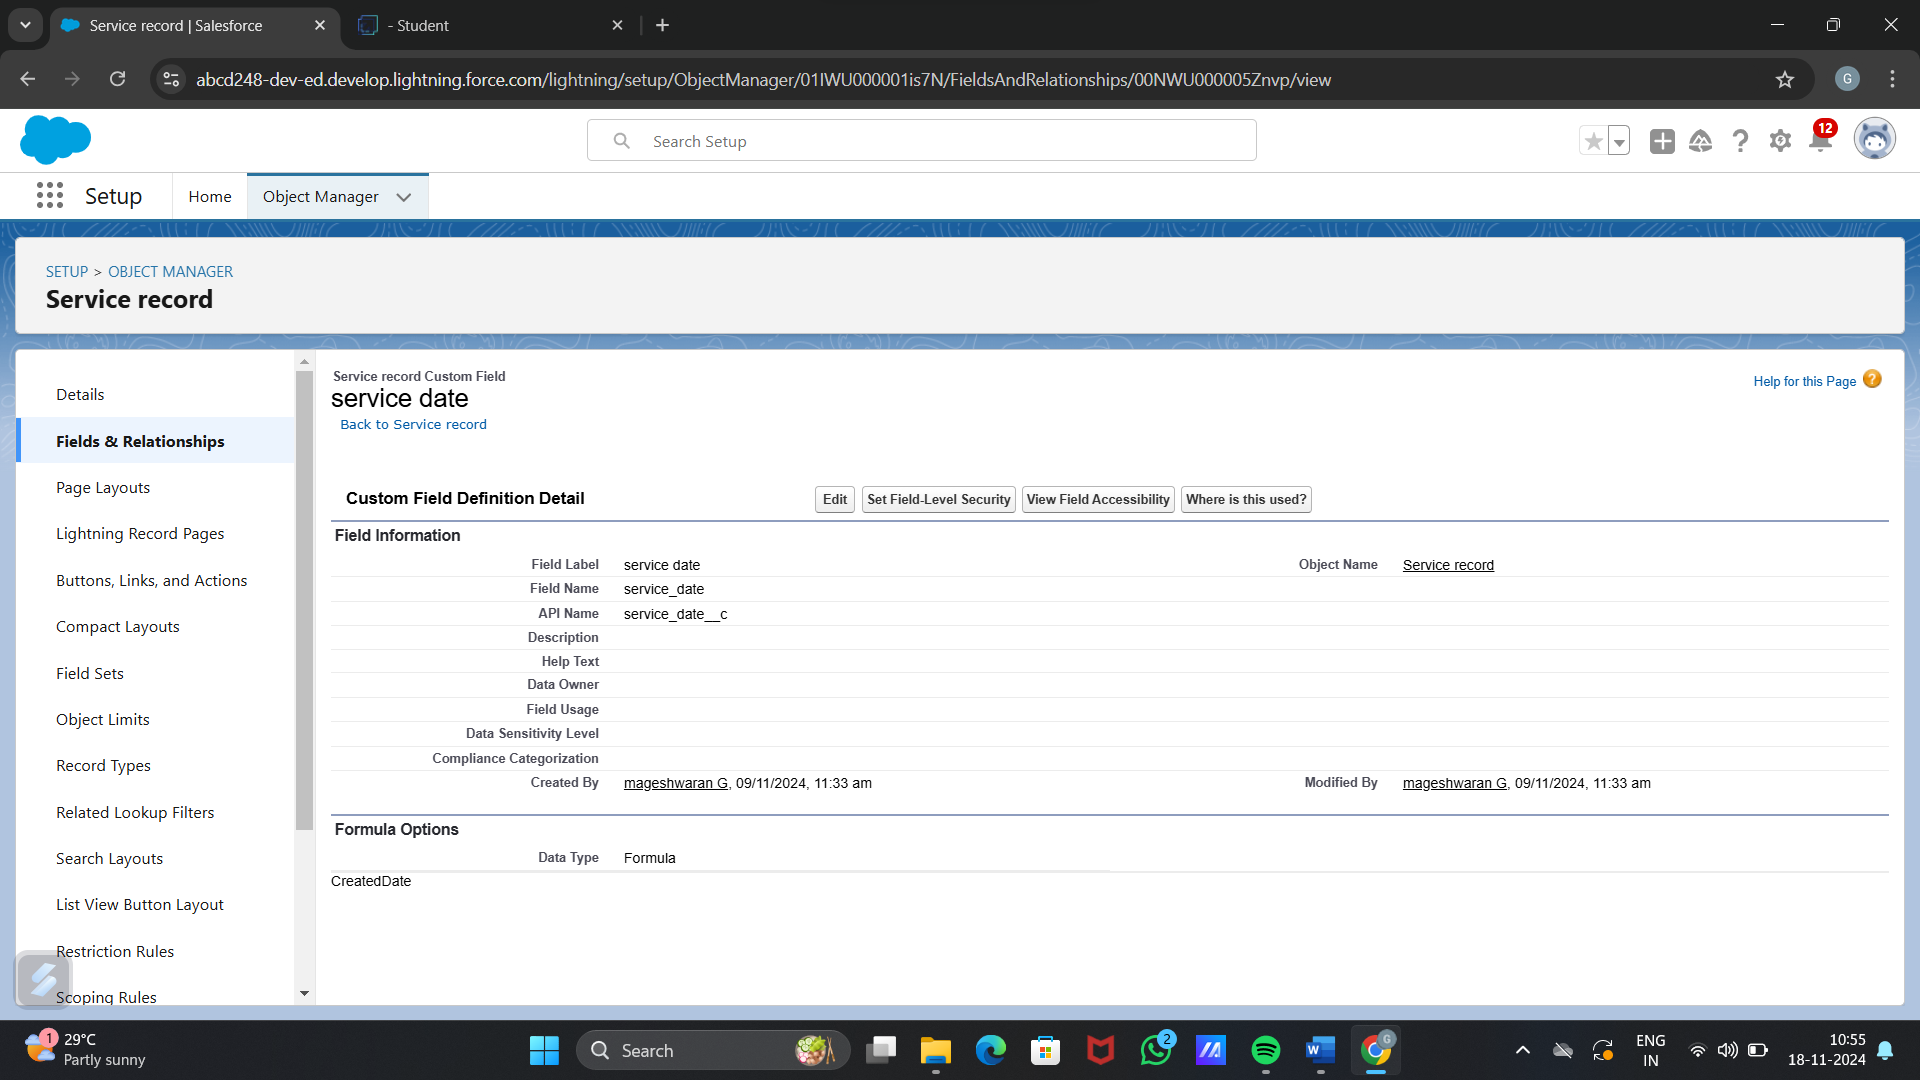 Service record | Salesforce
- Student
abcd248-dev-ed.develop.lightning.force.com/lightning/setup/ObjectManager/01IWU000001is7N/FieldsAndRelationships/00NWU000005Znvp/view
G
Search Setup
12
Setup
Home
Object Manager
SETUP > OBJECT MANAGER
Service record
Details
Fields & Relationships
Page Layouts
Lightning Record Pages
Buttons, Links, and Actions
Compact Layouts
Field Sets
Object Limits
Record Types
Related Lookup Filters
Search Layouts
List View Button Layout
Restriction Rules
Scoping Rules
Service record Custom Field
service date
Back to Service record
Help for this Page ?
Custom Field Definition Detail
Edit
Set Field-Level Security
View Field Accessibility
Where is this used?
Field Information
Field Label service date
Object Name Service record
Field Name service_date
API Name service_date__c
Description
Help Text
Data Owner
Field Usage
Data Sensitivity Level
Compliance Categorization
Created By mageshwaran G, 09/11/2024, 11:33 am
Modified By mageshwaran G, 09/11/2024, 11:33 am
Formula Options
Data Type Formula
CreatedDate
1
29°C
Partly sunny
Search
2
W
G
ENG
IN
10:55
18-11-2024